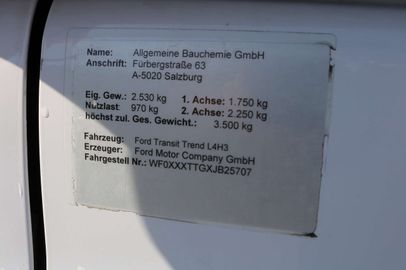 Name: Allgemeine Bauchemie GmbH
Anschrift: Fürbergstraße 63
A-5020 Salzburg
Eig. Gew.: 2.530 kg 1. Achse: 1.750 kg
Nutzlast: 970 kg 2. Achse: 2.250 kg
höchst zul. Ges. Gewicht.: 3.500 kg
Fahrzeug: Ford Transit Trend L4H3
Erzeuger: Ford Motor Company GmbH
Fahrgestell Nr.: WF0XXXTTGXJB25707